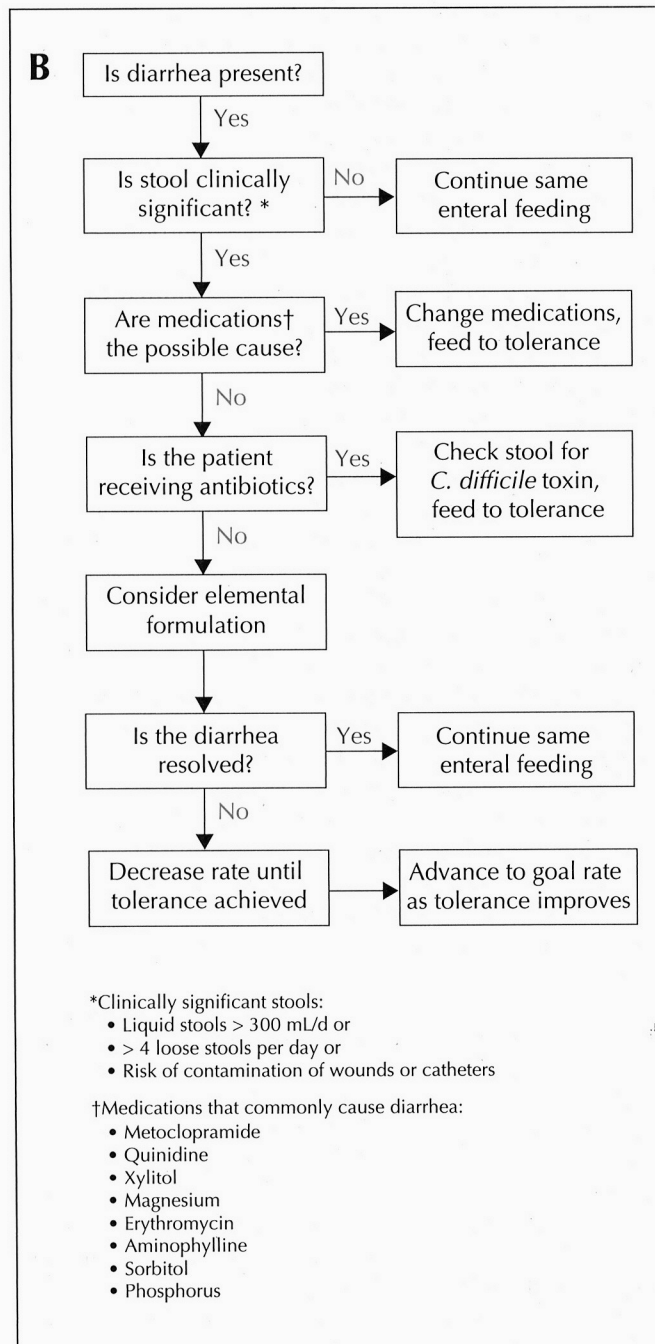 B
Is diarrhea present?
Yes
Is stool clinically
significant? *
No
Continue same
enteral feeding
Yes
Are medications†
the possible cause?
Yes
Change medications,
feed to tolerance
No
Is the patient
receiving antibiotics?
Yes
Check stool for
C. difficile toxin,
feed to tolerance
No
Consider elemental
formulation
Is the diarrhea
resolved?
Yes
Continue same
enteral feeding
No
Decrease rate until
tolerance achieved
Advance to goal rate
as tolerance improves
*Clinically significant stools:
• Liquid stools > 300 mL/d or
• > 4 loose stools per day or
• Risk of contamination of wounds or catheters
†Medications that commonly cause diarrhea:
• Metoclopramide
• Quinidine
• Xylitol
• Magnesium
• Erythromycin
• Aminophylline
• Sorbitol
• Phosphorus